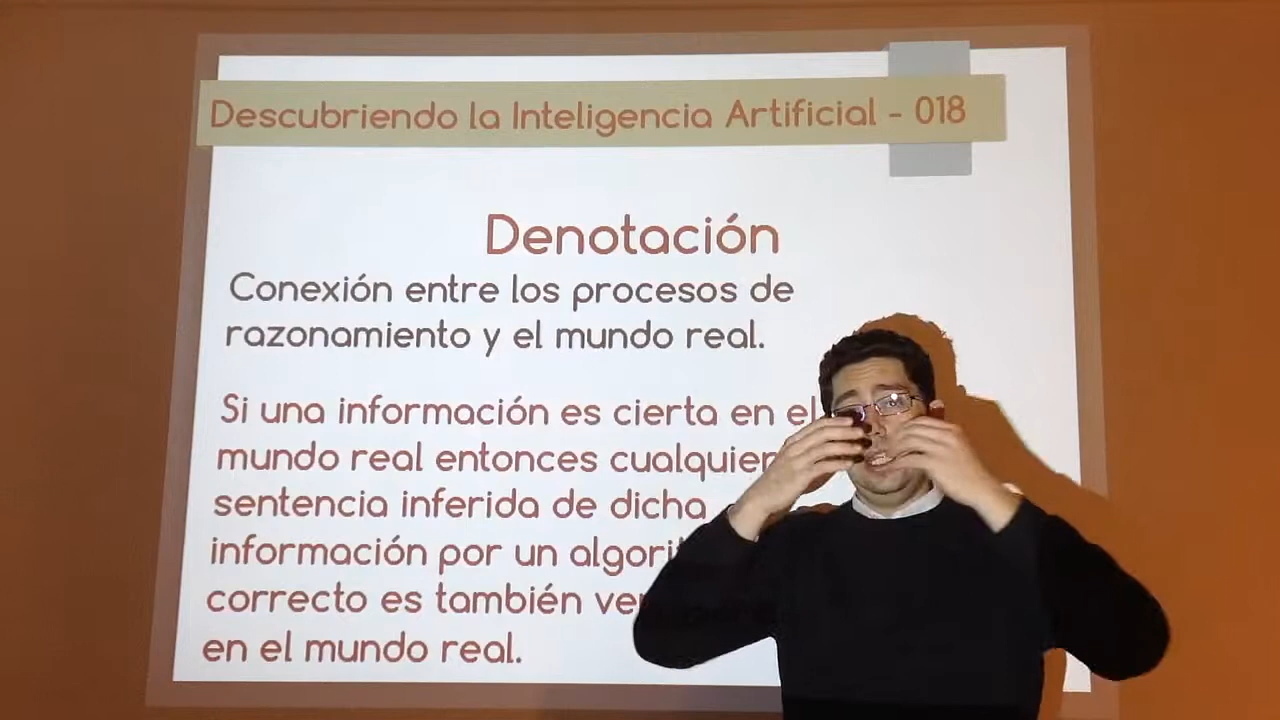 Descubriendo la Inteligencia Artificial - 018
Denotación
Conexión entre los procesos de
razonamiento y el mundo real.
Si una información es cierta en el
mundo real entonces cualquier
sentencia inferida de dicha
información por un
correcto es también
en el mundo real.